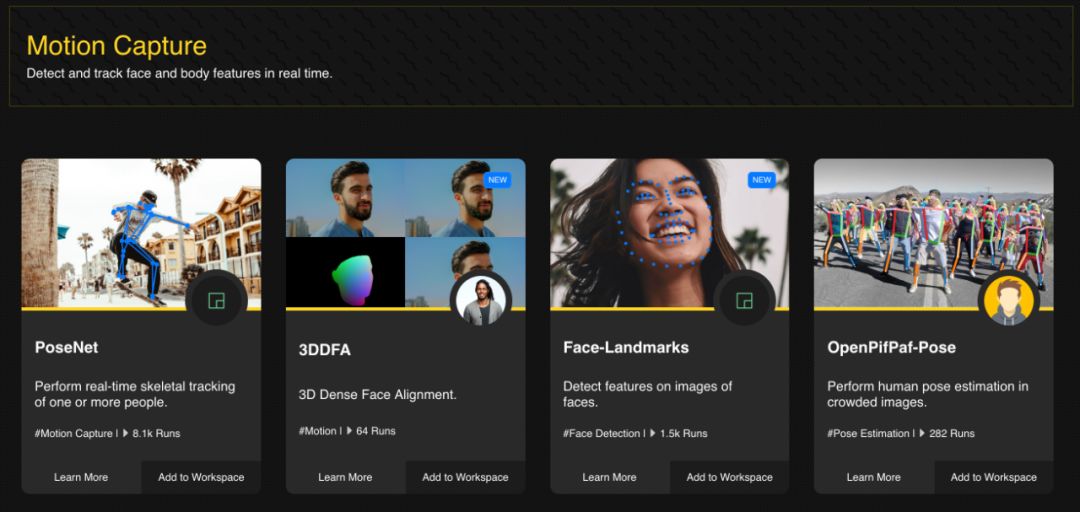 Motion Capture
Detect and track face and body features in real time.
PoseNet
Perform real-time skeletal tracking
of one or more people.
#Motion Capture | 8.1k Runs
Learn More
Add to Workspace
NEW
3DDFA
3D Dense Face Alignment.
#Motion | 64 Runs
Learn More
Add to Workspace
NEW
Face-Landmarks
Detect features on images of
faces.
#Face Detection | 1.5k Runs
Learn More
Add to Workspace
OpenPifPaf-Pose
Perform human pose estimation in
crowded images.
#Pose Estimation | 282 Runs
Learn More
Add to Workspace